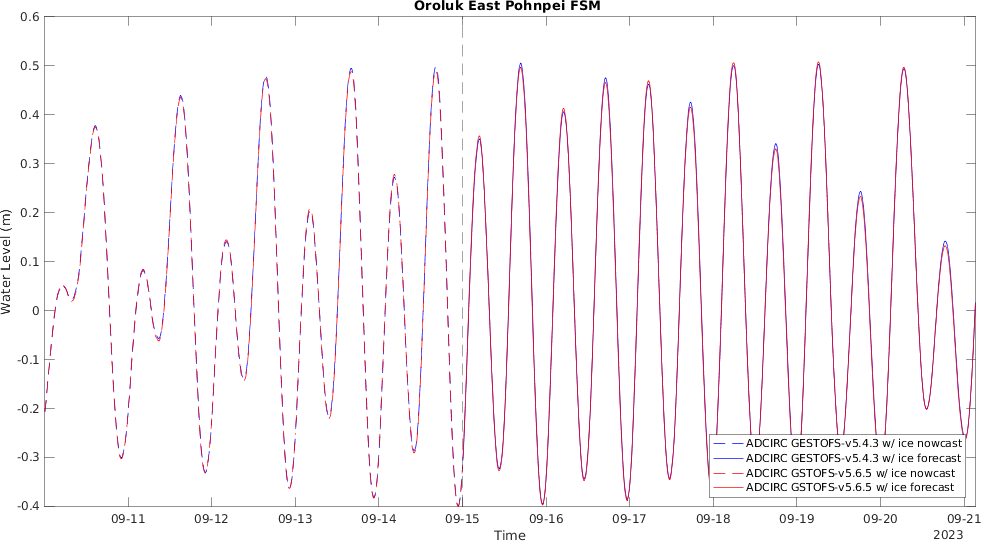 Oroluk East Pohnpei FSM
0.6
0.5
0.4
0.3
0.2
0.1
0
-0.1
-0.2
-0.3
-0.4
Water Level (m)
ADCIRC GESTOFS-v5.4.3 w/ ice nowcast
ADCIRC GESTOFS-v5.4.3 w/ ice forecast
ADCIRC GSTOFS-v5.6.5 w/ ice nowcast
ADCIRC GSTOFS-v5.6.5 w/ ice forecast
09-11 09-12 09-13 09-14 09-15 09-16 09-17 09-18 09-19 09-20 09-21
Time
2023